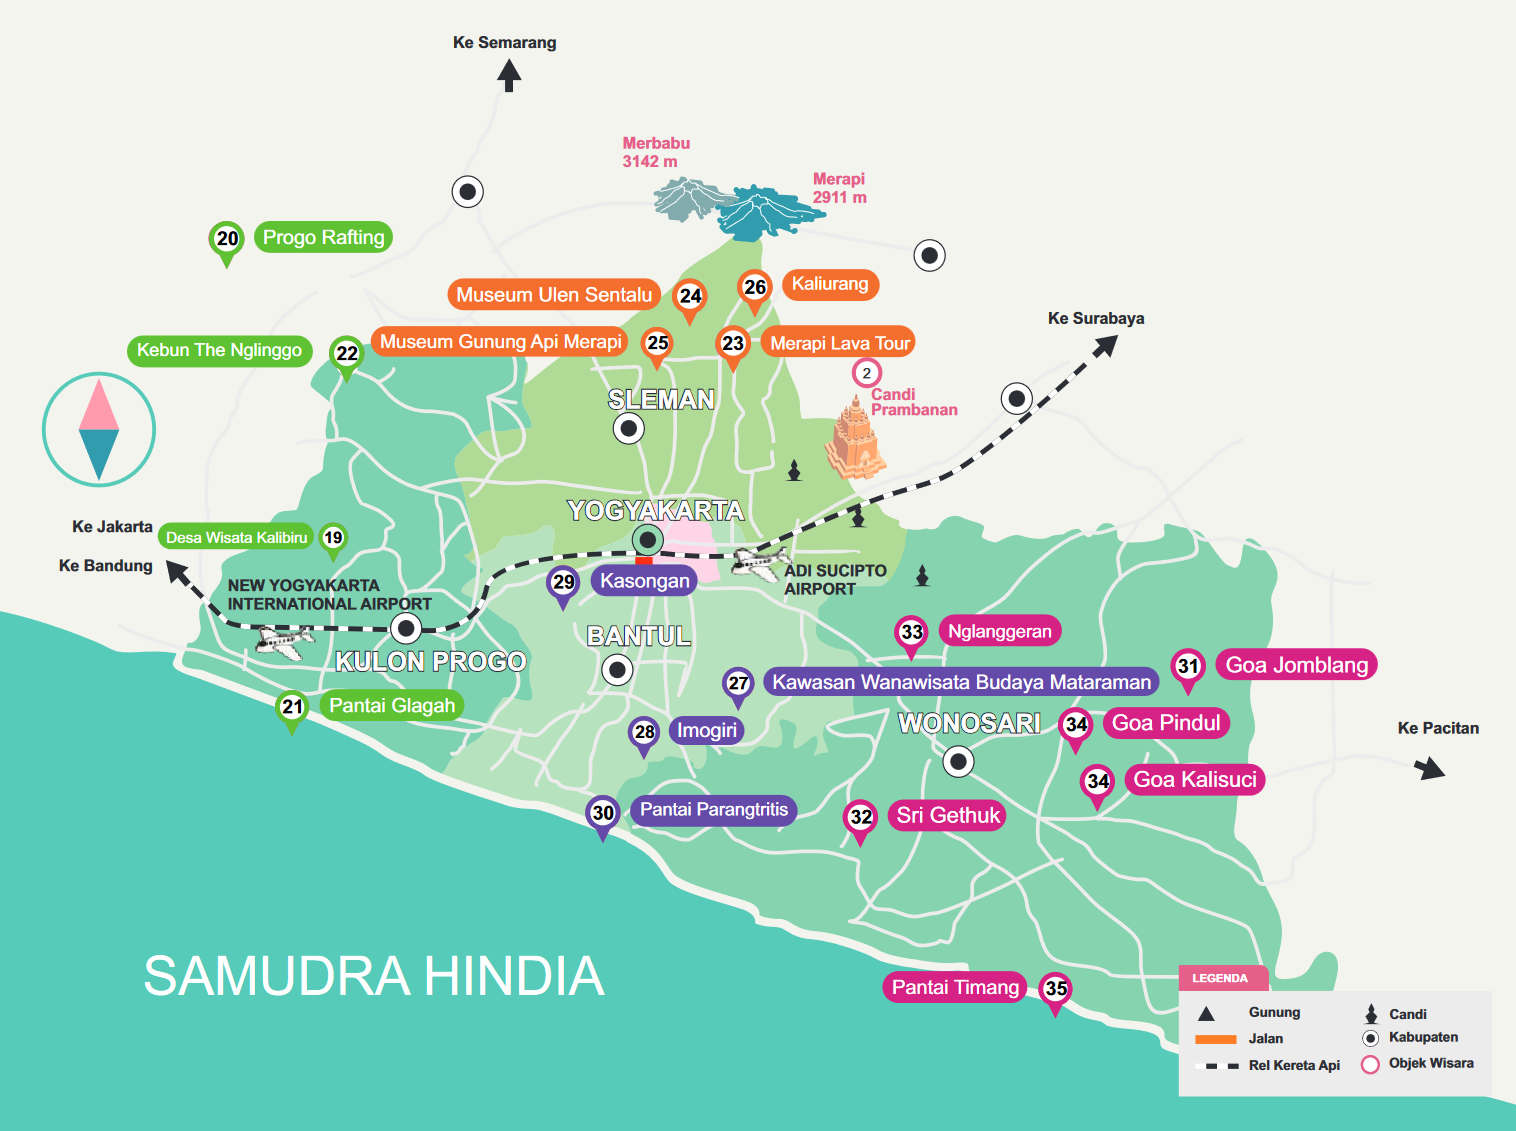 Ke Semarang
Merbabu
3142 m
Merapi
2911 m
20 Progo Rafting
Museum Ulen Sentalu 24
26 Kaliurang
Ke Surabaya
Kebun The Nglinggo 22
Museum Gunung Api Merapi 25
23 Merapi Lava Tour
2
Candi
Prambanan
SLEMAN
YOGYAKARTA
Ke Jakarta
Desa Wisata Kalibiru 19
Ke Bandung
NEW YOGYAKARTA
INTERNATIONAL AIRPORT
29 Kasongan
ADI SUCIPTO
AIRPORT
BANTUL
33 Nglanggeran
KULON PROGO
31 Goa Jomblang
27 Kawasan Wanawisata Budaya Mataraman
21 Pantai Glagah
28 Imogiri
WONOSARI
34 Goa Pindul
Ke Pacitan
34 Goa Kalisuci
30 Pantai Parangtritis
32 Sri Gethuk
SAMUDRA HINDIA
Pantai Timang 35
LEGENDA
Gunung
Candi
Jalan
Kabupaten
Rel Kereta Api
Objek Wisara